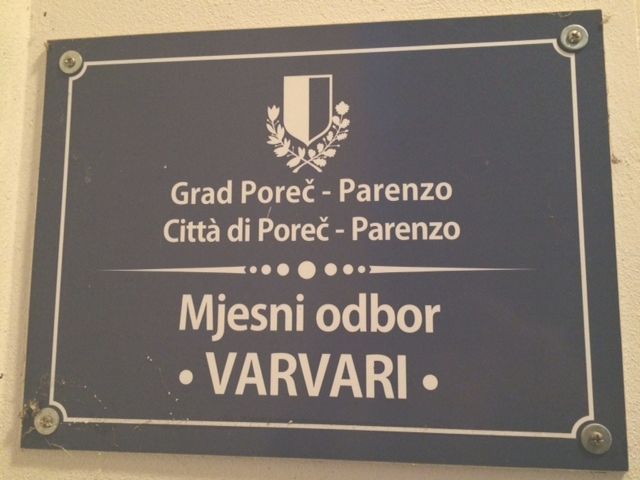 Grad Poreč - Parenzo
Città di Poreč - Parenzo
Mjesni odbor
• VARVARI •